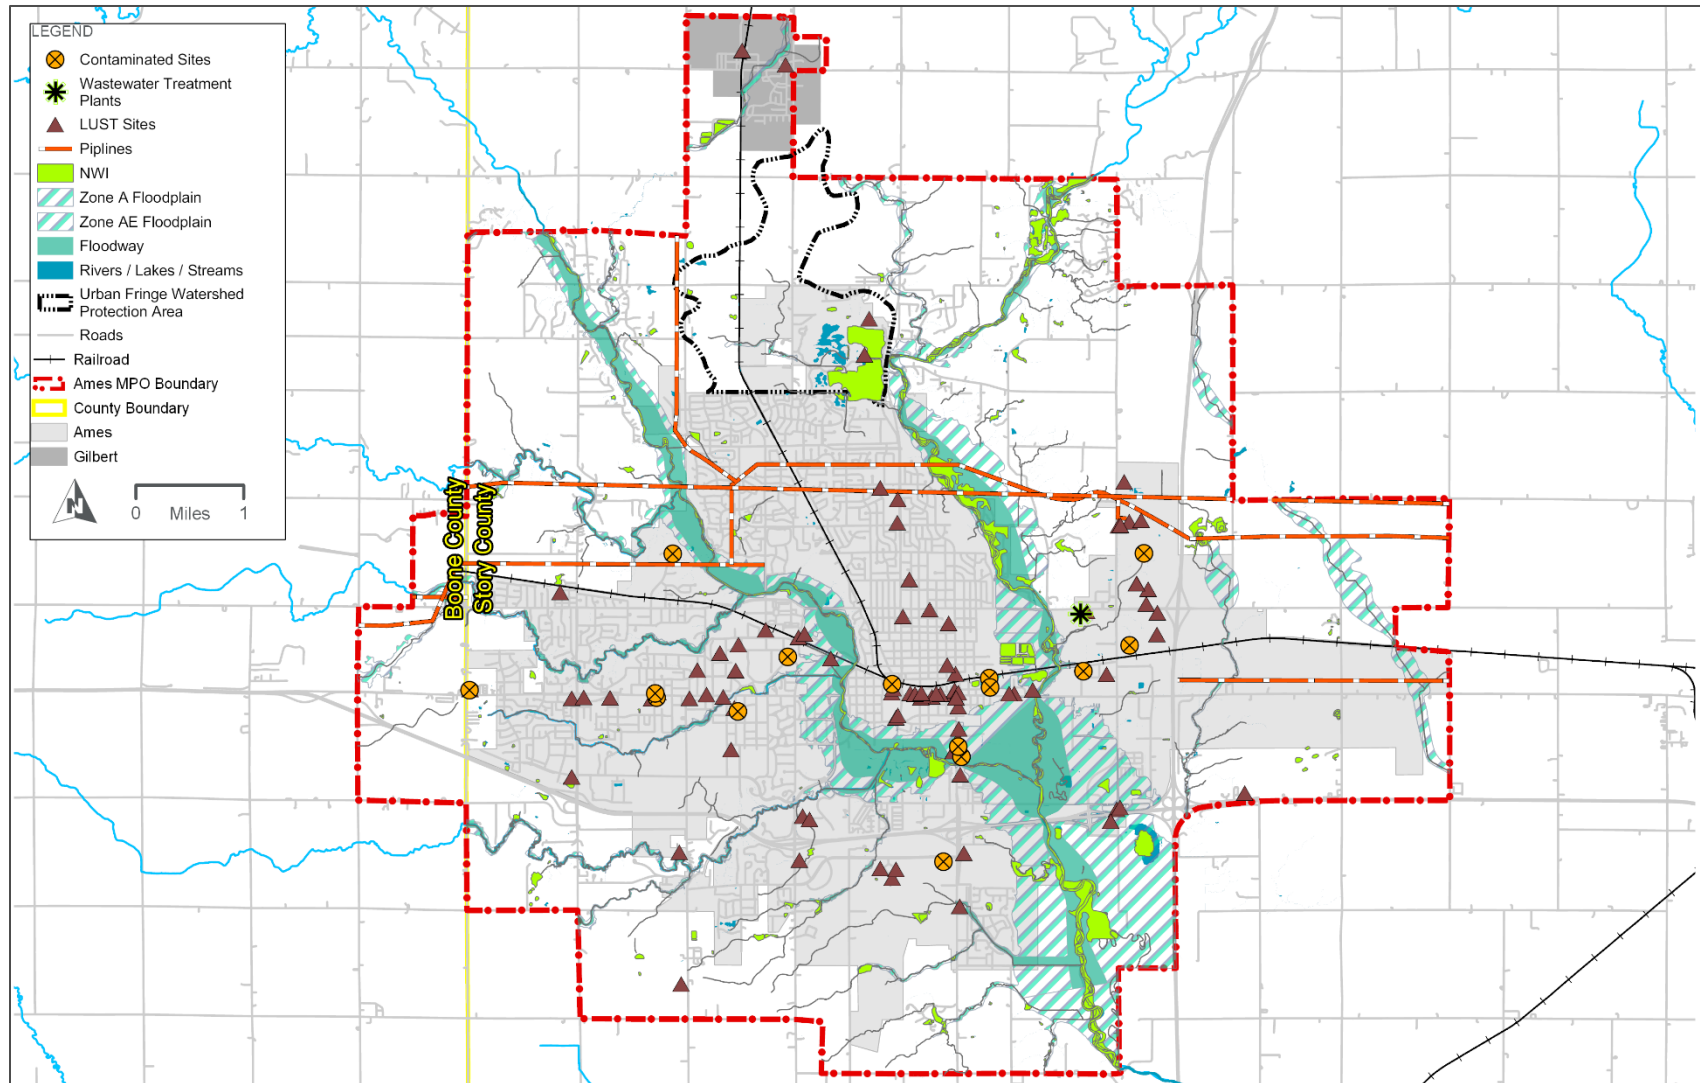 LEGEND
Contaminated Sites
Wastewater Treatment
Plants
LUST Sites
Piplines
NWI
Zone A Floodplain
Zone AE Floodplain
Floodway
Rivers / Lakes / Streams
Urban Fringe Watershed
Protection Area
Roads
Railroad
Ames MPO Boundary
County Boundary
Ames
Gilbert
N
0 Miles 1
Boone County
Story County